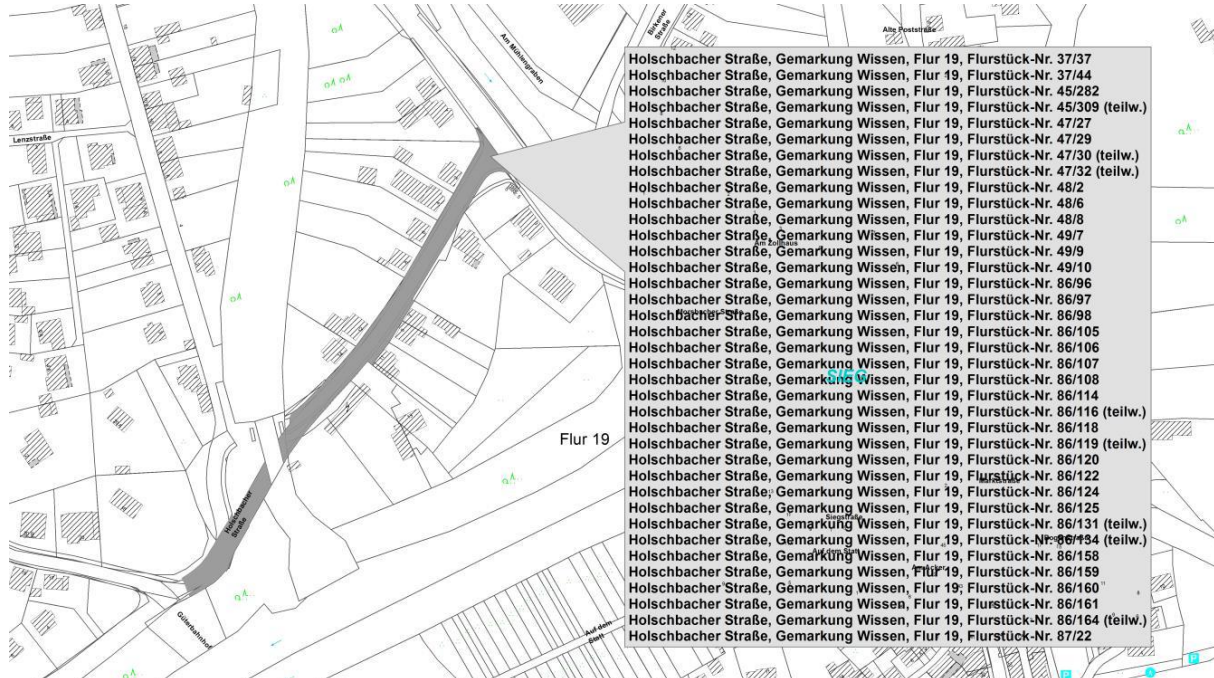 Birkener
Straße
Alte Poststraße
Am Mühlengraben
Lenzstraße
Holschbacher Straße, Gemarkung Wissen, Flur 19, Flurstück-Nr. 37/37
Holschbacher Straße, Gemarkung Wissen, Flur 19, Flurstück-Nr. 37/44
Holschbacher Straße, Gemarkung Wissen, Flur 19, Flurstück-Nr. 45/282
Holschbacher Straße, Gemarkung Wissen, Flur 19, Flurstück-Nr. 45/309 (teilw.)
Holschbacher Straße, Gemarkung Wissen, Flur 19, Flurstück-Nr. 47/27
Holschbacher Straße, Gemarkung Wissen, Flur 19, Flurstück-Nr. 47/29
Holschbacher Straße, Gemarkung Wissen, Flur 19, Flurstück-Nr. 47/30 (teilw.)
Holschbacher Straße, Gemarkung Wissen, Flur 19, Flurstück-Nr. 47/32 (teilw.)
Holschbacher Straße, Gemarkung Wissen, Flur 19, Flurstück-Nr. 48/2
Holschbacher Straße, Gemarkung Wissen, Flur 19, Flurstück-Nr. 48/6
Holschbacher Straße, Gemarkung Wissen, Flur 19, Flurstück-Nr. 48/8
Holschbacher Straße, Gemarkung Wissen, Flur 19, Flurstück-Nr. 49/7
Am Zollhaus
Holschbacher Straße, Gemarkung Wissen, Flur 19, Flurstück-Nr. 49/9
Holschbacher Straße, Gemarkung Wissen, Flur 19, Flurstück-Nr. 49/10
Holschbacher Straße, Gemarkung Wissen, Flur 19, Flurstück-Nr. 86/96
Holschbacher Straße, Gemarkung Wissen, Flur 19, Flurstück-Nr. 86/97
Holschbacher Straße, Gemarkung Wissen, Flur 19, Flurstück-Nr. 86/98
Holschbacher Straße, Gemarkung Wissen, Flur 19, Flurstück-Nr. 86/105
Holschbacher Straße, Gemarkung Wissen, Flur 19, Flurstück-Nr. 86/106
Holschbacher Straße, Gemarkung Wissen, Flur 19, Flurstück-Nr. 86/107
Holschbacher Straße, Gemarkung Wissen, Flur 19, Flurstück-Nr. 86/108
SIEG
Holschbacher Straße, Gemarkung Wissen, Flur 19, Flurstück-Nr. 86/114
Holschbacher Straße, Gemarkung Wissen, Flur 19, Flurstück-Nr. 86/116 (teilw.)
Holschbacher Straße, Gemarkung Wissen, Flur 19, Flurstück-Nr. 86/118
Holschbacher Straße, Gemarkung Wissen, Flur 19, Flurstück-Nr. 86/119 (teilw.)
Flur 19
Holschbacher Straße, Gemarkung Wissen, Flur 19, Flurstück-Nr. 86/120
Holschbacher Straße, Gemarkung Wissen, Flur 19, Flurstück-Nr. 86/122
Marktstraße
Holschbacher Straße, Gemarkung Wissen, Flur 19, Flurstück-Nr. 86/124
Holschbacher Straße, Gemarkung Wissen, Flur 19, Flurstück-Nr. 86/125
Siegstraße
Holschbacher Straße, Gemarkung Wissen, Flur 19, Flurstück-Nr. 86/131 (teilw.)
Holschbacher Straße, Gemarkung Wissen, Flur 19, Flurstück-Nr. 86/134 (teilw.)
Auf dem Statt
Holschbacher Straße, Gemarkung Wissen, Flur 19, Flurstück-Nr. 86/158
Holschbacher Straße, Gemarkung Wissen, Flur 19, Flurstück-Nr. 86/159
Holschbacher Straße, Gemarkung Wissen, Flur 19, Flurstück-Nr. 86/160
Holschbacher Straße, Gemarkung Wissen, Flur 19, Flurstück-Nr. 86/161
Holschbacher Straße, Gemarkung Wissen, Flur 19, Flurstück-Nr. 86/164 (teilw.)
Holschbacher Straße, Gemarkung Wissen, Flur 19, Flurstück-Nr. 87/22
Straße
Güterbahnhof
Auf dem
Statt
P
P